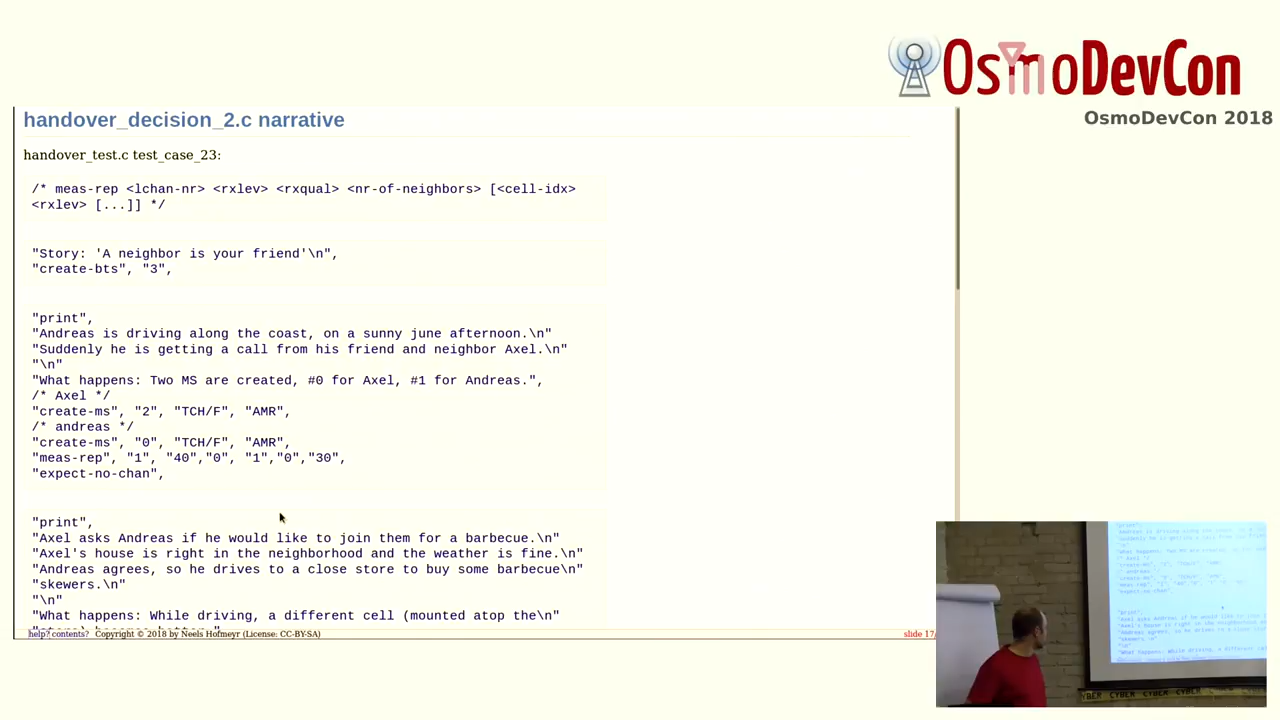 OsmoDevCon
OsmoDevCon 2018
handover_decision_2.c narrative
handover_test.c test_case_23:
/* meas-rep <lchan-nr> <rxlev> <rxqual> <nr-of-neighbors> [<cell-idx>
<rxlev> [...]] */
"Story: 'A neighbor is your friend'\n",
"create-bts", "3",
"print",
"Andreas is driving along the coast, on a sunny june afternoon.\n"
"Suddenly he is getting a call from his friend and neighbor Axel.\n"
"\n"
"What happens: Two MS are created, #0 for Axel, #1 for Andreas.",
/* Axel */
"create-ms", "2", "TCH/F", "AMR",
/* andreas */
"create-ms", "0", "TCH/F", "AMR",
"meas-rep", "1", "40","0", "1","0","30",
"expect-no-chan",
"print",
"Axel asks Andreas if he would like to join them for a barbecue.\n"
"Axel's house is right in the neighborhood and the weather is fine.\n"
"Andreas agrees, so he drives to a close store to buy some barbecue\n"
"skewers.\n"
"\n"
"What happens: While driving, a different cell (mounted atop the\n"
help? contents? Copyright © 2018 by Neels Hofmeyr (License: CC-BY-SA)
slide 17/
CYBER CYBER CYBER